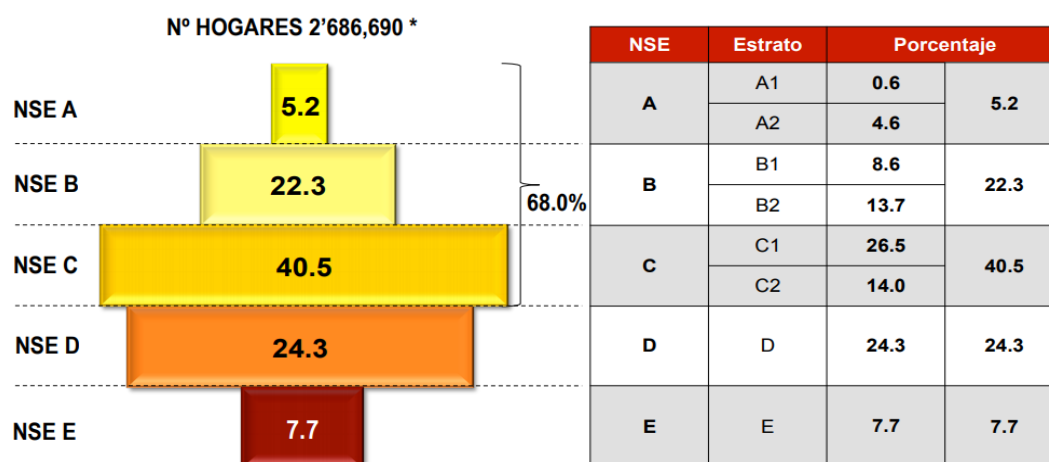 Nº HOGARES 2'686,690 *
NSE A
5.2
NSE B
22.3
68.0%
NSE C
40.5
NSE D
24.3
NSE E
7.7
NSE Estrato Porcentaje
A A1 0.6 5.2
A2 4.6
B B1 8.6 22.3
B2 13.7
C C1 26.5 40.5
C2 14.0
D D 24.3 24.3
E E 7.7 7.7